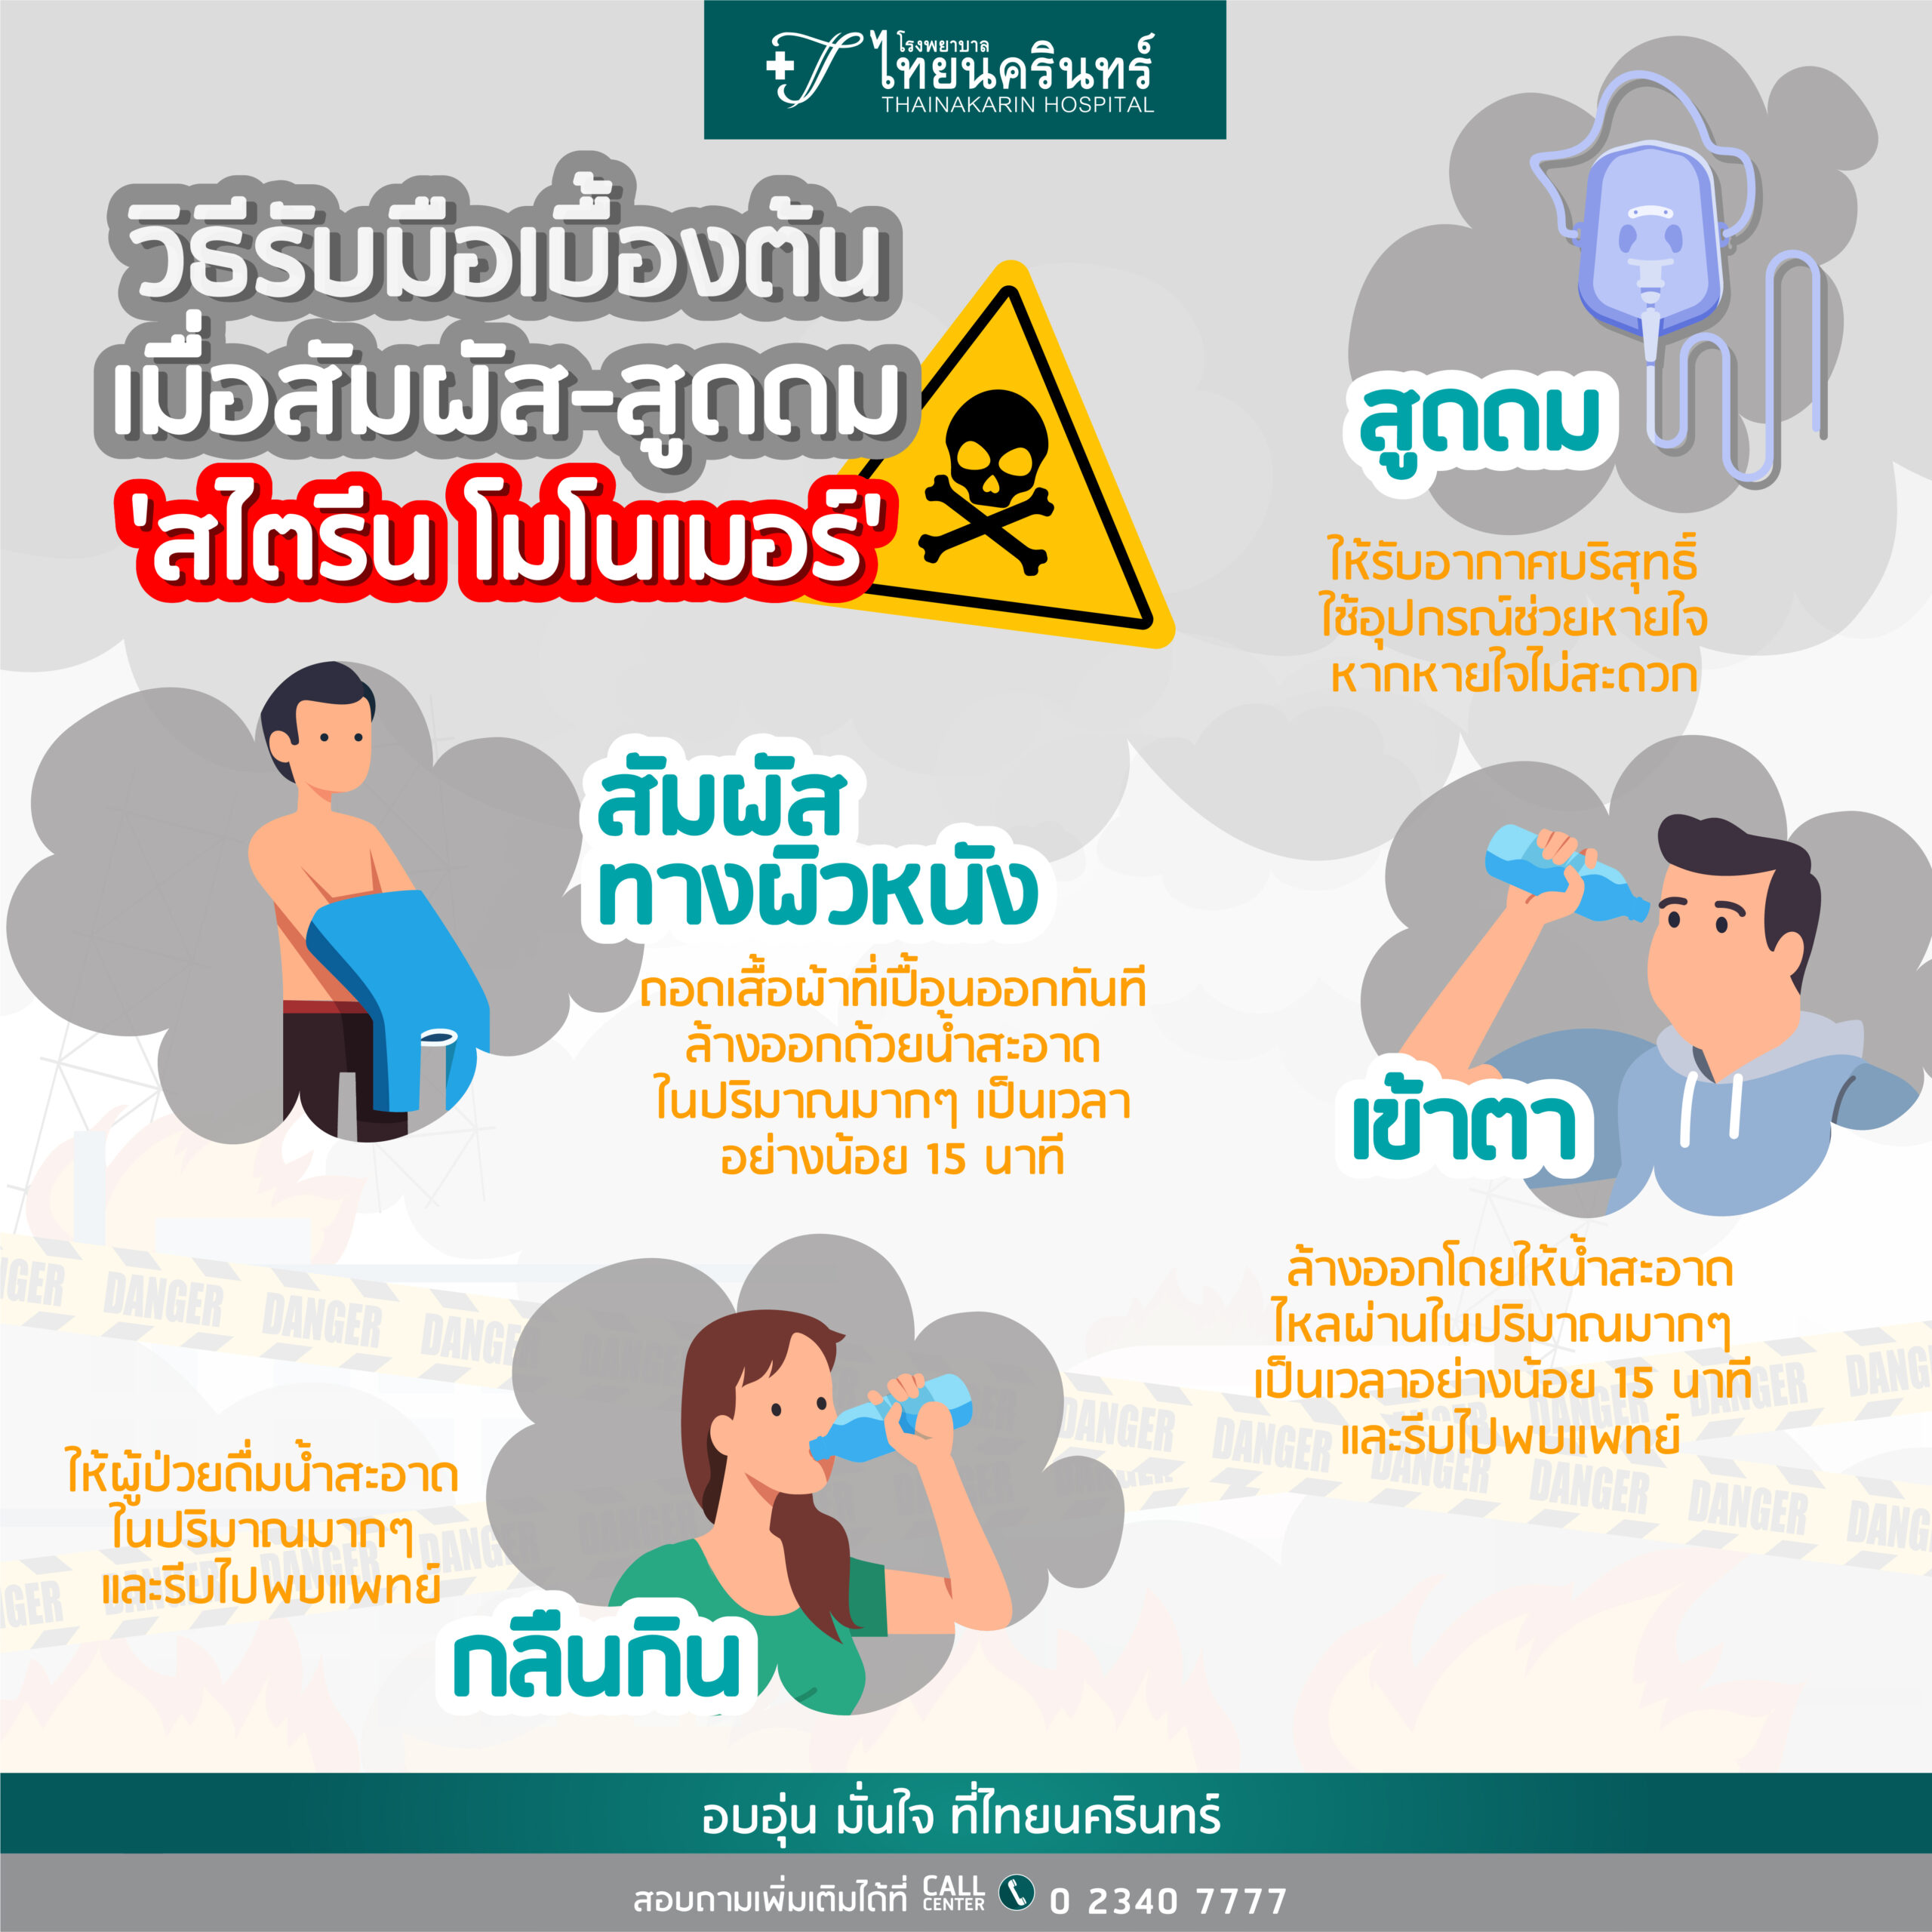 โรงพยาบาล
ไทยนครินทร์
THAINAKARIN HOSPITAL
วิธีรับมือเบื้องต้น
เมื่อสัมผัส-สูดดม
'สไตรีน โมโนเมอร์'
สูดดม
ให้รับอากาศบริสุทธิ์
ใช้อุปกรณ์ช่วยหายใจ
หากหายใจไม่สะดวก
สัมผัส
ทางผิวหนัง
ถอดเสื้อผ้าที่เปื้อนออกทันที
ล้างออกด้วยน้ำสะอาด
ในปริมาณมากๆ เป็นเวลา
อย่างน้อย 15 นาที
เข้าตา
ล้างออกโดยให้น้ำสะอาด
ไหลผ่านในปริมาณมากๆ
เป็นเวลาอย่างน้อย 15 นาที
และรีบไปพบแพทย์
ให้ผู้ป่วยดื่มน้ำสะอาด
ในปริมาณมากๆ
และรีบไปพบแพทย์
กลืนกิน
DANGER DANGER DANGER
DANGER DANGER DANGER DANGER DANGER
อบอุ่น มั่นใจ ที่ไทยนครินทร์
สอบถามเพิ่มเติมได้ที่ CALL CENTER 0 2340 7777